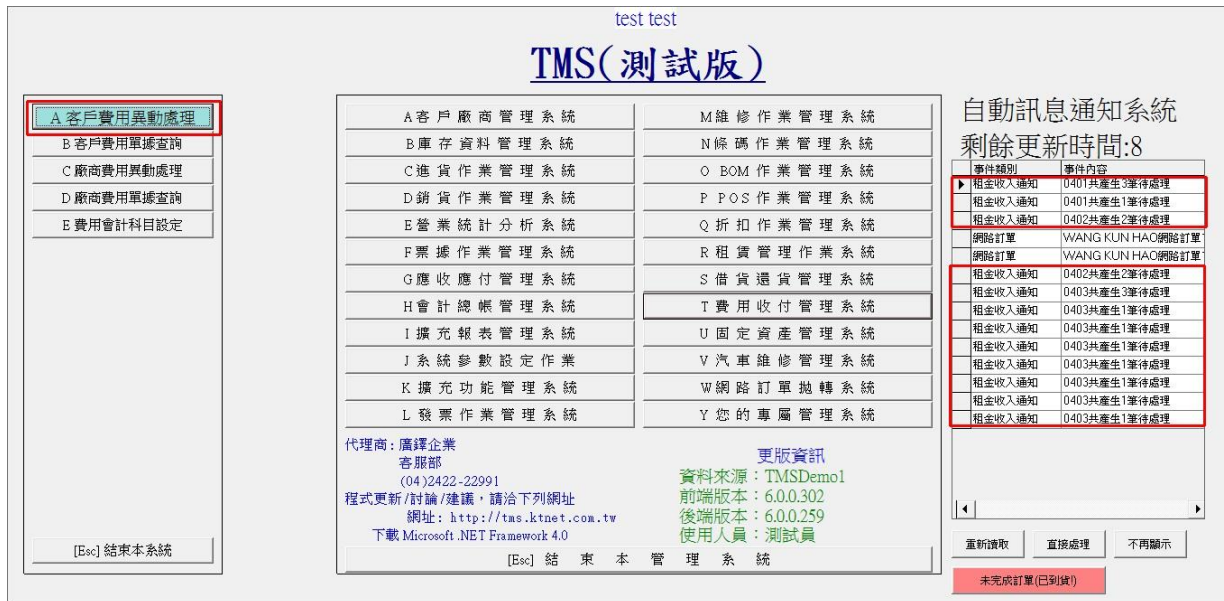 test test
TMS(測試版)
A 客戶費用異動處理
B 客戶費用單據查詢
C 廠商費用異動處理
D 廠商費用單據查詢
E 費用會計科目設定
[Esc] 結束本系統
A客戶廠商管理系統
B庫存資料管理系統
C進貨作業管理系統
D銷貨作業管理系統
E營業統計分析系統
F票據作業管理系統
G應收應付管理系統
H會計總帳管理系統
I擴充報表管理系統
J系統參數設定作業
K擴充功能管理系統
L發票作業管理系統
M維修作業管理系統
N條碼作業管理系統
O BOM作業管理系統
P POS作業管理系統
Q折扣作業管理系統
R租賃管理作業系統
S借貨還貨管理系統
T費用收付管理系統
U固定資產管理系統
V汽車維修管理系統
W網路訂單拋轉系統
Y您的專屬管理系統
代理商:廣鐸企業
客服部
(04)2422-22991
程式更新/討論/建議,請洽下列網址
網址: http://tms.ktnet.com.tw
下載 Microsoft .NET Framework 4.0
更版資訊
資料來源:TMSDemo1
前端版本:6.0.0.302
後端版本:6.0.0.259
使用人員:測試員
[Esc] 結束本管理系統
自動訊息通知系統
剩餘更新時間:8
事件類別 事件內容
租金收入通知 0401共產生3筆待處理
租金收入通知 0401共產生1筆待處理
租金收入通知 0402共產生2筆待處理
網路訂單 WANG KUN HAO網路訂單
網路訂單 WANG KUN HAO網路訂單
租金收入通知 0402共產生2筆待處理
租金收入通知 0403共產生3筆待處理
租金收入通知 0403共產生1筆待處理
租金收入通知 0403共產生1筆待處理
租金收入通知 0403共產生1筆待處理
租金收入通知 0403共產生1筆待處理
租金收入通知 0403共產生1筆待處理
租金收入通知 0403共產生1筆待處理
租金收入通知 0403共產生1筆待處理
重新讀取 直接處理 不再顯示
未完成訂單(已到貨!)